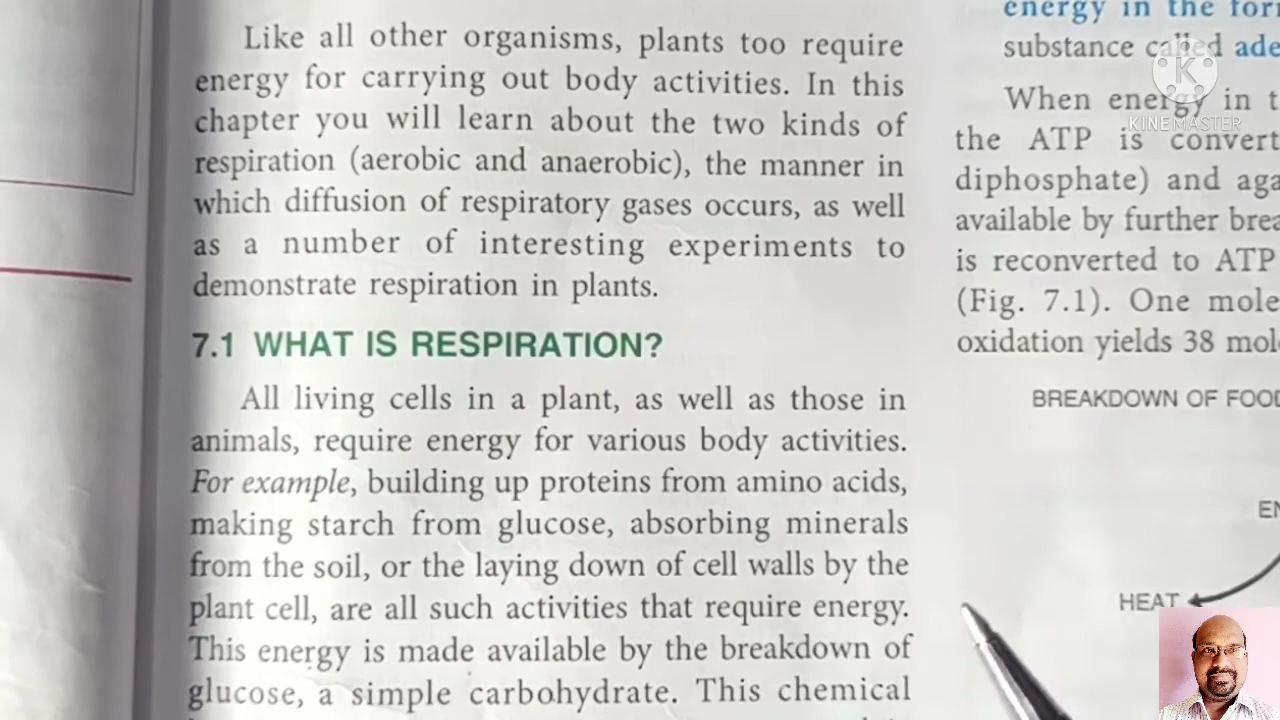 Like all other organisms, plants too require
energy for carrying out body activities. In this
chapter you will learn about the two kinds of
respiration (aerobic and anaerobic), the manner in
which diffusion of respiratory gases occurs, as well
as a number of interesting experiments to
demonstrate respiration in plants.
7.1 WHAT IS RESPIRATION?
All living cells in a plant, as well as those in
animals, require energy for various body activities.
For example, building up proteins from amino acids,
making starch from glucose, absorbing minerals
from the soil, or the laying down of cell walls by the
plant cell, are all such activities that require energy.
This energy is made available by the breakdown of
glucose, a simple carbohydrate. This chemical
energy in the
substance called
When energy in
the ATP is
diphosphate) and
available by further
is reconverted to ATP
(Fig. 7.1). One
oxidation yields 38
BREAKDOWN OF
HEAT
K
KINEMASTER